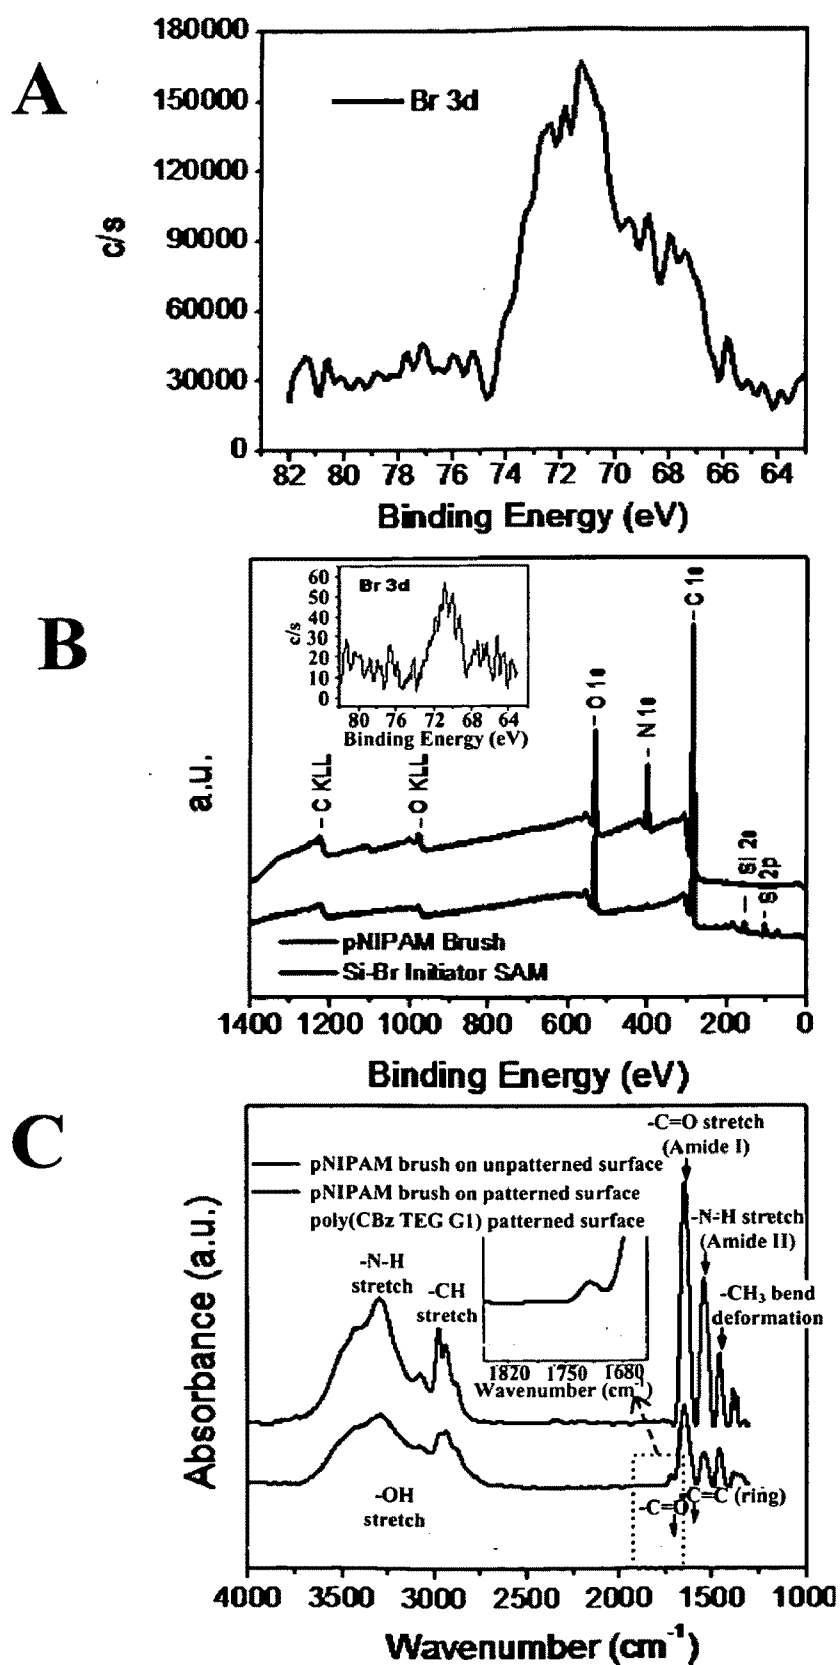 A
180000
150000
120000
90000
60000
30000
0
c/s
Br 3d
82 80 78 76 74 72 70 68 66 64
Binding Energy (eV)
B
a.u.
Br 3d
60
50
40
30
20
10
0
c/s
80 76 72 68 64
Binding Energy (eV)
- C KLL
- O KLL
- O 1s
- N 1s
- C 1s
- Si 2s
- Si 2p
pNIPAM Brush
Si-Br Initiator SAM
1400 1200 1000 800 600 400 200 0
Binding Energy (eV)
C
Absorbance (a.u.)
pNIPAM brush on unpatterned surface
pNIPAM brush on patterned surface
poly(CBz TEG G1) patterned surface
-C=O stretch
(Amide I)
-N-H stretch
(Amide II)
-CH₃ bend
deformation
-N-H
stretch
-CH
stretch
1820 1750 1680
Wavenumber (cm⁻¹)
-OH
stretch
-C=O
-C=C (ring)
4000 3500 3000 2500 2000 1500 1000
Wavenumber (cm⁻¹)